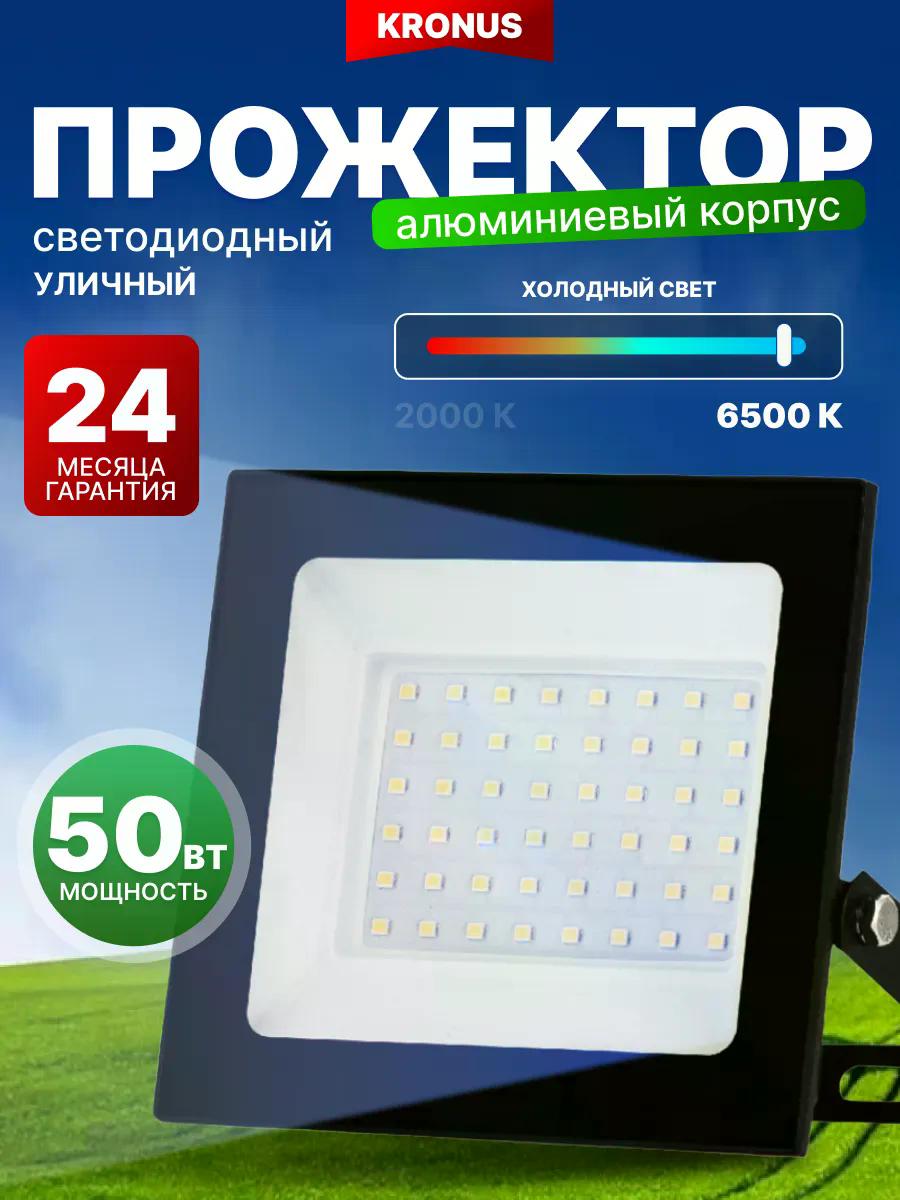 KRONUS
ПРОЖЕКТОР
алюминиевый корпус
светодиодный
уличный
ХОЛОДНЫЙ СВЕТ
2000 К
6500 К
24
МЕСЯЦА
ГАРАНТИЯ
50 ВТ
МОЩНОСТЬ